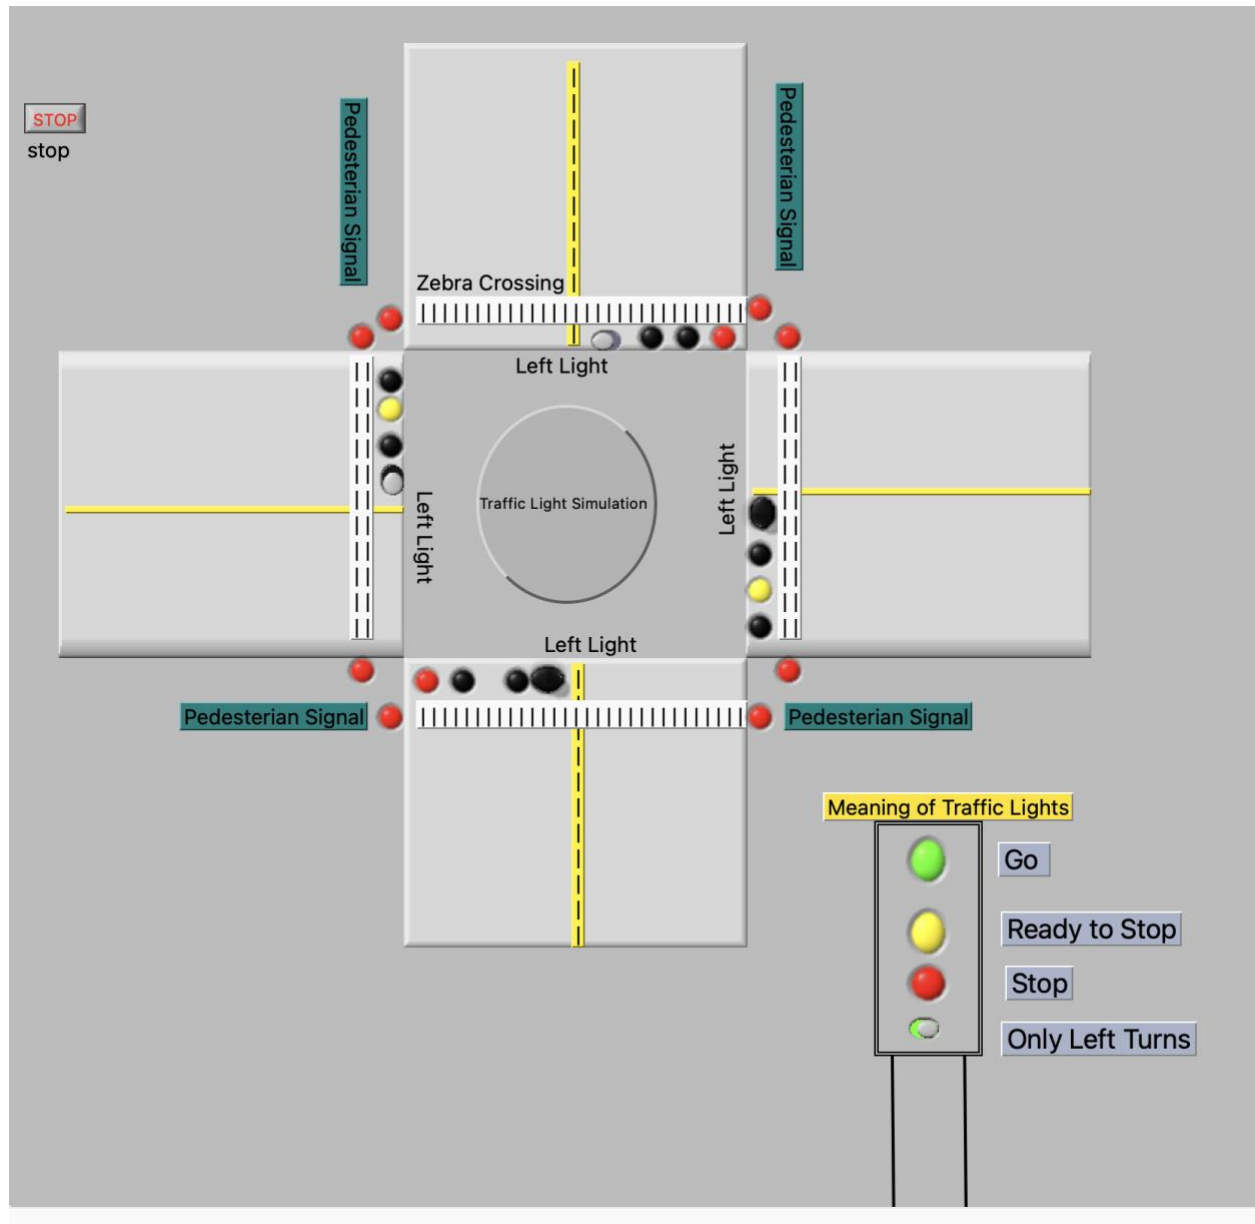 STOP
stop
Pedesterian Signal
Pedesterian Signal
Zebra Crossing
Left Light
Left Light
Traffic Light Simulation
Left Light
Left Light
Pedesterian Signal
Pedesterian Signal
Meaning of Traffic Lights
Go
Ready to Stop
Stop
Only Left Turns